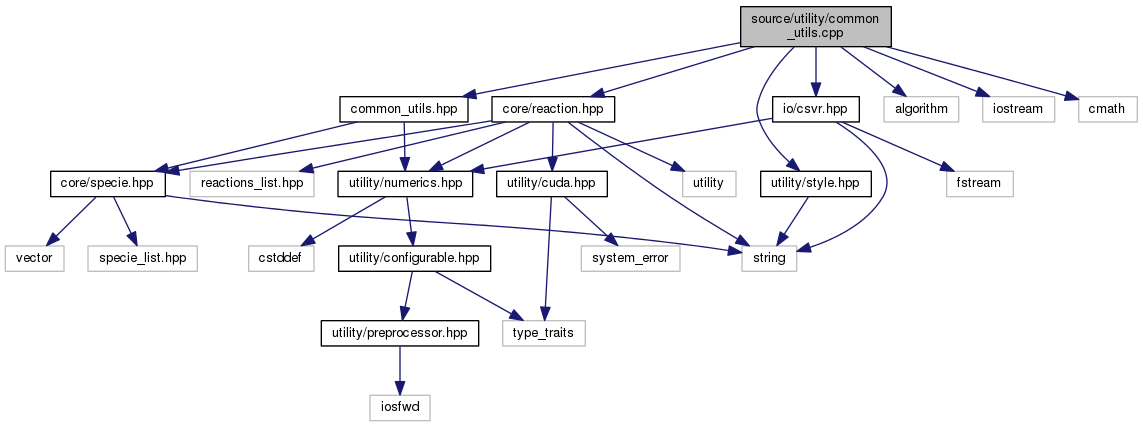 source/utility/common
_utils.cpp
common_utils.hpp
core/reaction.hpp
io/csvr.hpp
algorithm
iostream
cmath
core/specie.hpp
reactions_list.hpp
utility/numerics.hpp
utility/cuda.hpp
utility
utility/style.hpp
fstream
vector
specie_list.hpp
cstddef
utility/configurable.hpp
system_error
string
utility/preprocessor.hpp
type_traits
iosfwd